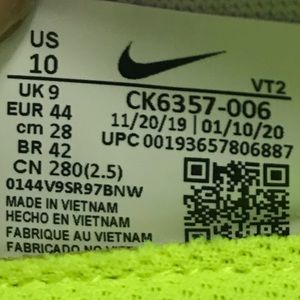 US
10
VT2
UK 9
CK6357-006
EUR 44
11/20/19 | 01/10/20
cm 28
UPC 00193657806887
BR 42
CN 280(2.5)
0144V9SR97BNW
MADE IN VIETNAM
HECHO EN VIETNAM
FABRIQUE AU VIETNAM
FABRICADO NO VIETNAM